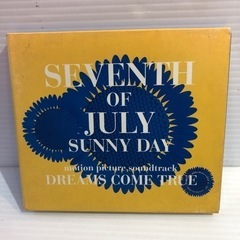 SEVENTH
OF
JULY
SUNNY DAY
motion picture soundtrack
DREAMS COME TRUE